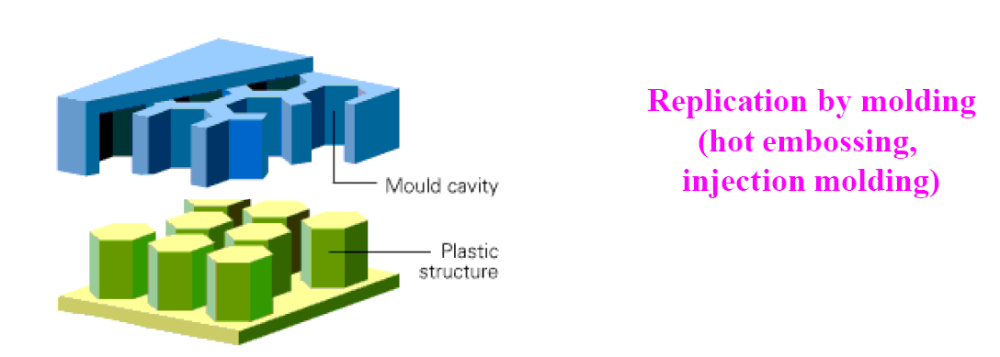 Replication by molding
(hot embossing,
injection molding)
Mould cavity
Plastic
structure